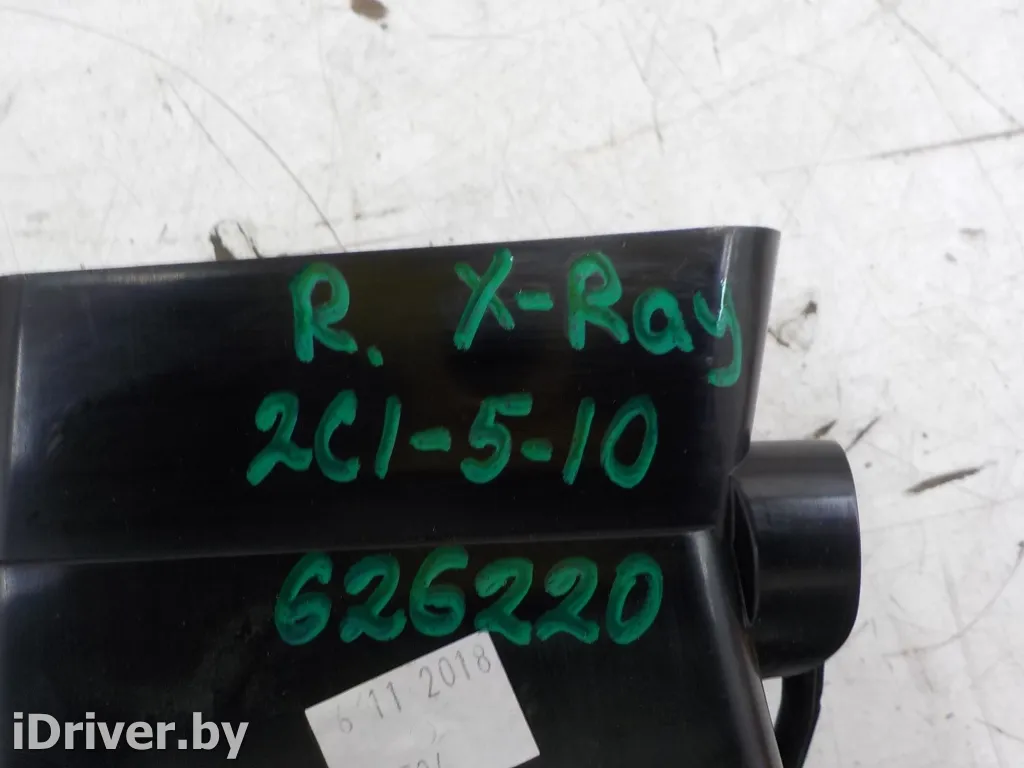 R. X-Ray
2C1-5-10
626220
6 11 2018
iDriver.by